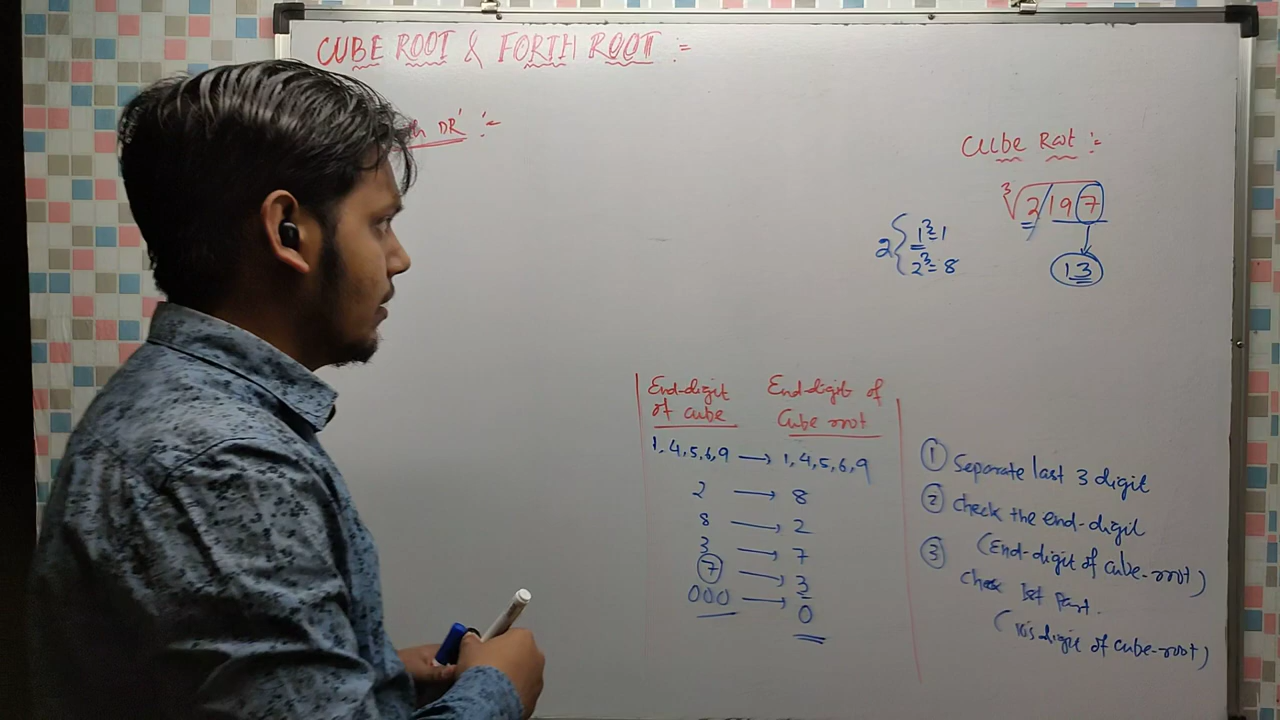 CUBE ROOT & FORTH ROOT :-
DR' :-
Cube Root :-
3√2/197
2 { 1³=1
2³= 8
13
End-digit of cube
End-digit of Cube root
1,4,5,6,9 → 1,4,5,6,9
2 → 8
8 → 2
3 → 7
7 → 3
000 → 0
① Separate last 3 digit
② Check the end-digit
(End-digit of cube-root)
③ Check 1st Part.
( digit of cube-root)